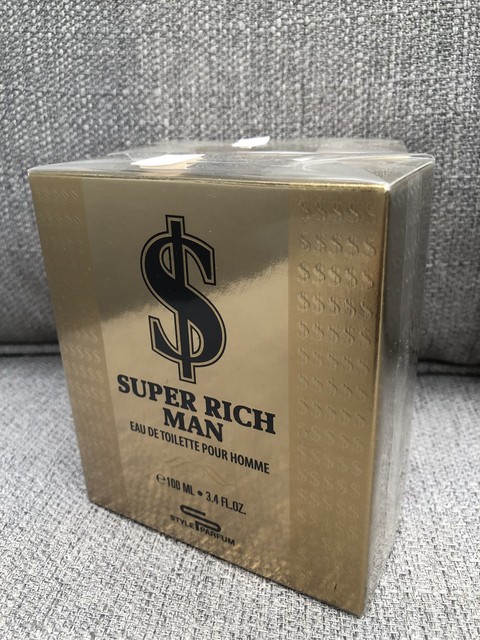 $
SUPER RICH
MAN
EAU DE TOILETTE POUR HOMME
℮100 ML • 3.4 FL.OZ.
STYLE PARFUM